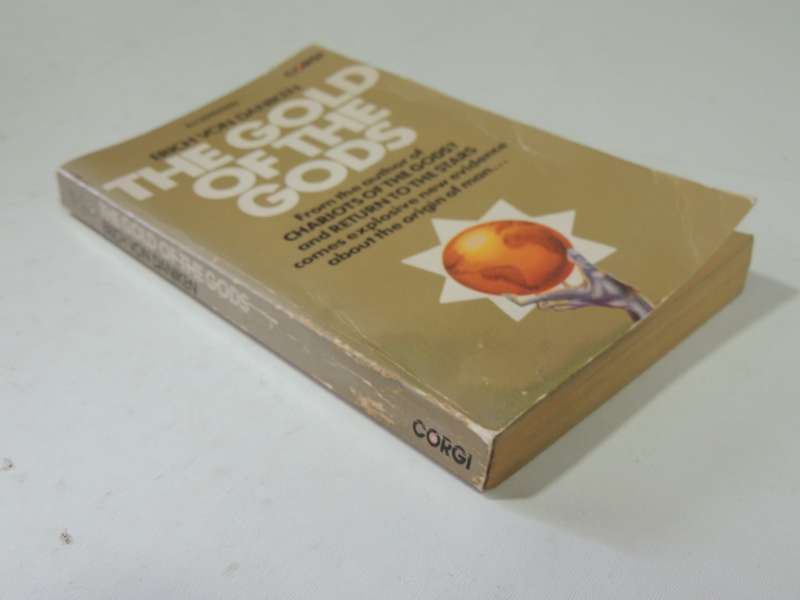 CORGI
ERICH VON DANIKEN
THE GOLD
OF THE
GODS
From the author of
CHARIOTS OF THE GODS?
and RETURN TO THE STARS
comes explosive new evidence
about the origin of man...
THE GOLD OF THE GODS
ERICH VON DANIKEN
CORGI